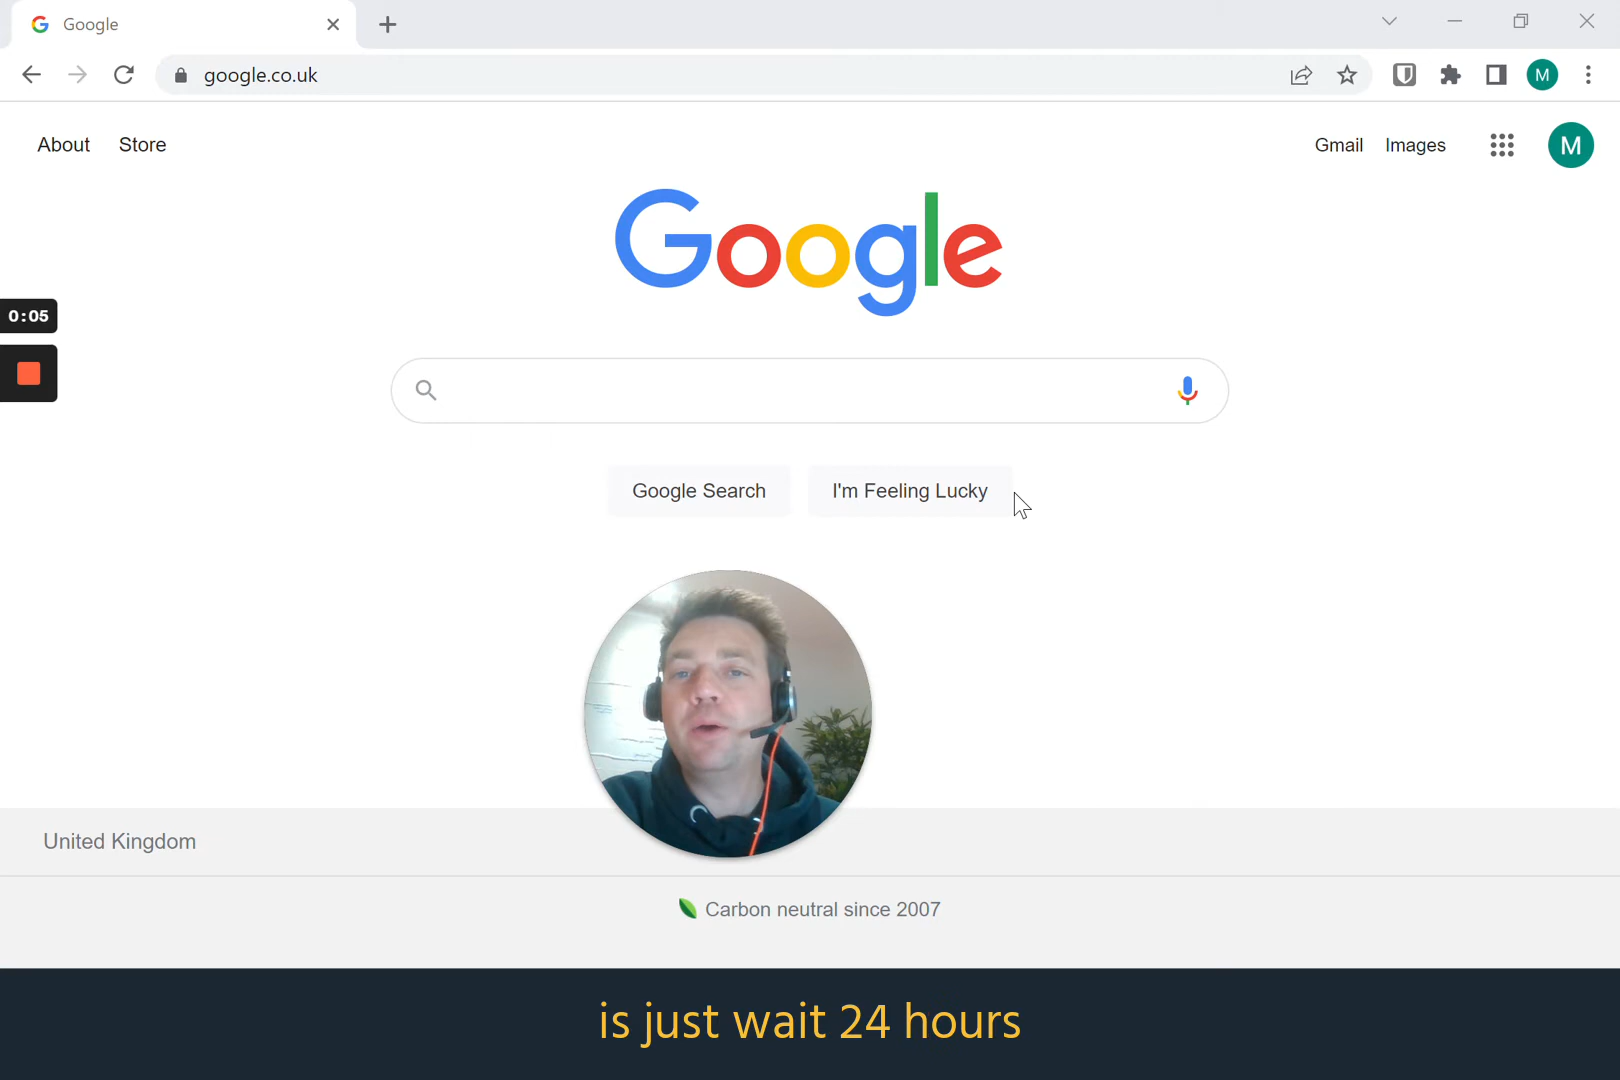 Google
google.co.uk
M
About Store
Gmail Images
M
Google
0:05
Google Search I'm Feeling Lucky
United Kingdom
Carbon neutral since 2007
is just wait 24 hours